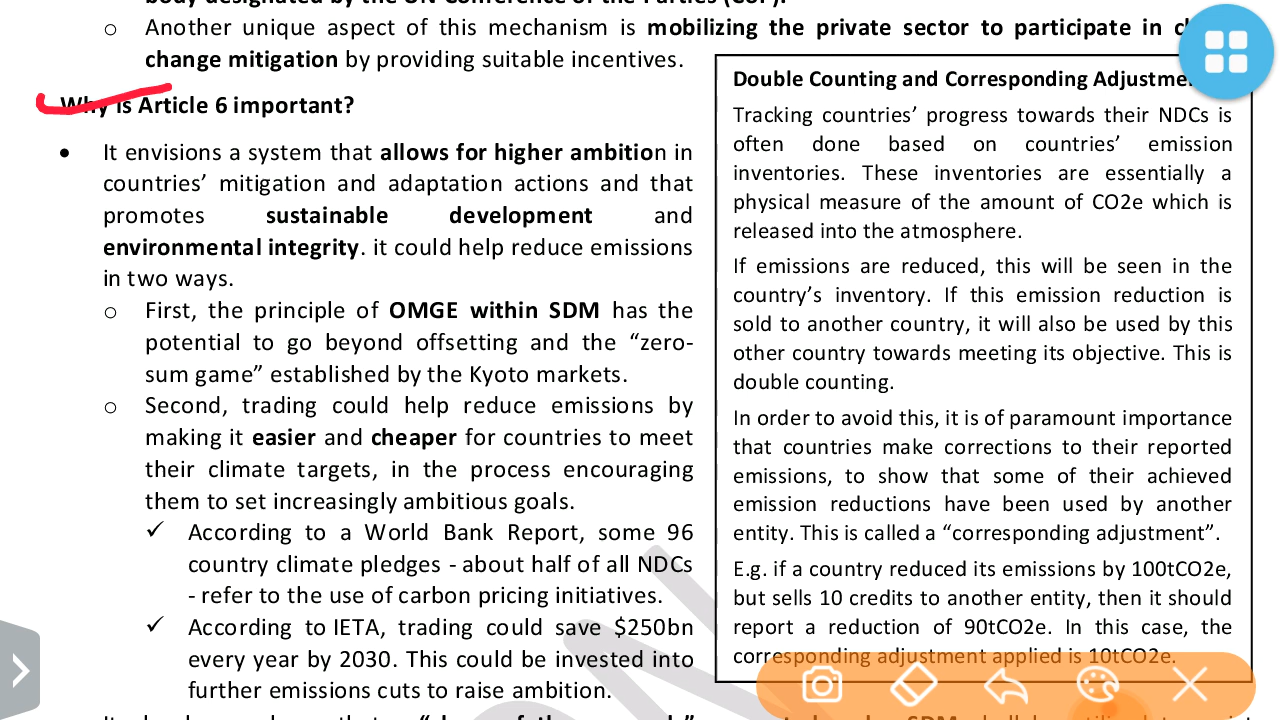 body designated by the UN Conference of the Parties (CoP).
o Another unique aspect of this mechanism is mobilizing the private sector to participate in
change mitigation by providing suitable incentives.
Why is Article 6 important?
• It envisions a system that allows for higher ambition in
countries’ mitigation and adaptation actions and that
promotes sustainable development and
environmental integrity. it could help reduce emissions
in two ways.
o First, the principle of OMGE within SDM has the
potential to go beyond offsetting and the “zero-
sum game” established by the Kyoto markets.
o Second, trading could help reduce emissions by
making it easier and cheaper for countries to meet
their climate targets, in the process encouraging
them to set increasingly ambitious goals.
✓ According to a World Bank Report, some 96
country climate pledges - about half of all NDCs
- refer to the use of carbon pricing initiatives.
✓ According to IETA, trading could save $250bn
every year by 2030. This could be invested into
further emissions cuts to raise ambition.
Double Counting and Corresponding
Tracking countries’ progress towards their NDCs is
often done based on countries’ emission
inventories. These inventories are essentially a
physical measure of the amount of CO2e which is
released into the atmosphere.
If emissions are reduced, this will be seen in the
country’s inventory. If this emission reduction is
sold to another country, it will also be used by this
other country towards meeting its objective. This is
double counting.
In order to avoid this, it is of paramount importance
that countries make corrections to their reported
emissions, to show that some of their achieved
emission reductions have been used by another
entity. This is called a “corresponding adjustment”.
E.g. if a country reduced its emissions by 100tCO2e,
but sells 10 credits to another entity, then it should
report a reduction of 90tCO2e. In this case, the
corresponding adjustment applied is 10tCO2e.